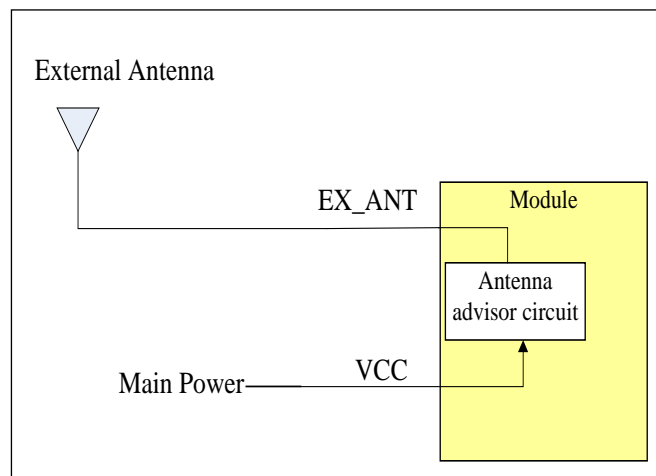 External Antenna
EX_ANT
Module
Antenna
advisor circuit
VCC
Main Power